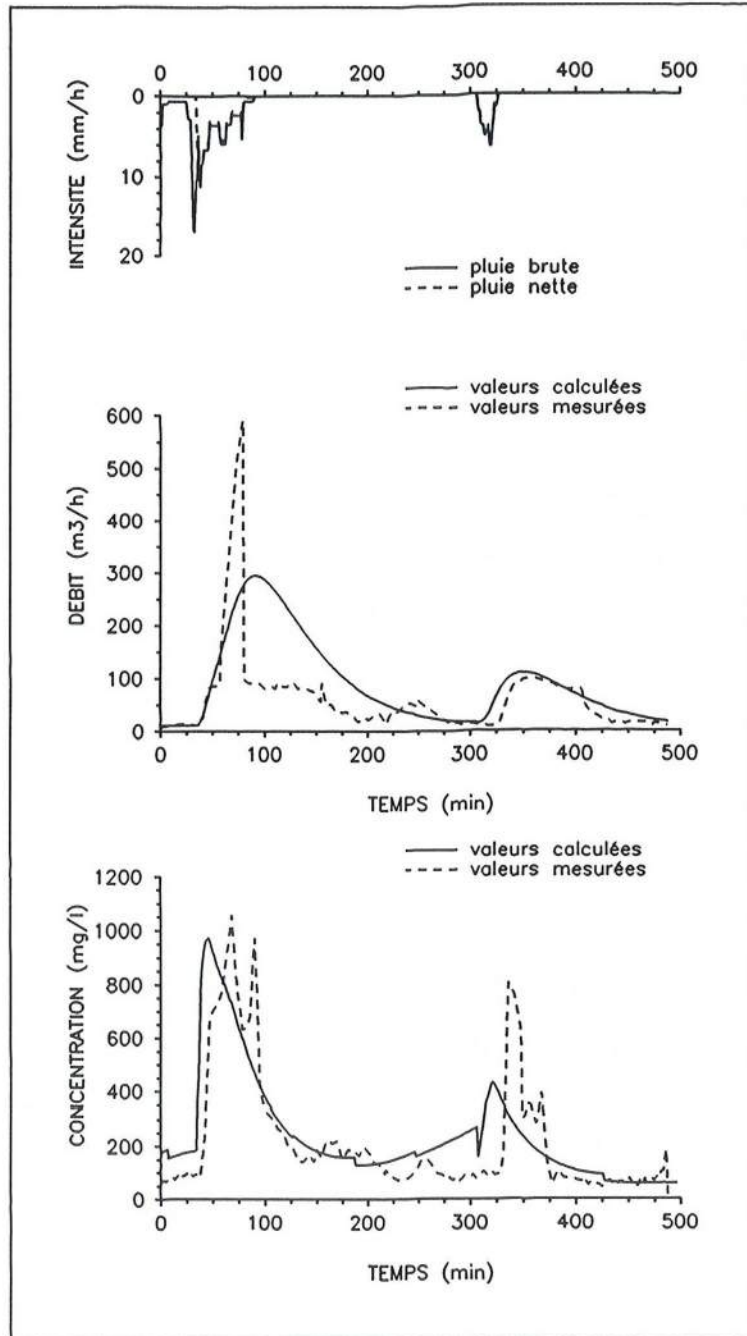 0 100 200 300 400 500
INTENSITE (mm/h)
0
10
20
pluie brute
pluie nette
valeurs calculées
valeurs mesurées
DEBIT (m3/h)
600
500
400
300
200
100
0
0 100 200 300 400 500
TEMPS (min)
valeurs calculées
valeurs mesurées
CONCENTRATION (mg/l)
1200
1000
800
600
400
200
0
0 100 200 300 400 500
TEMPS (min)